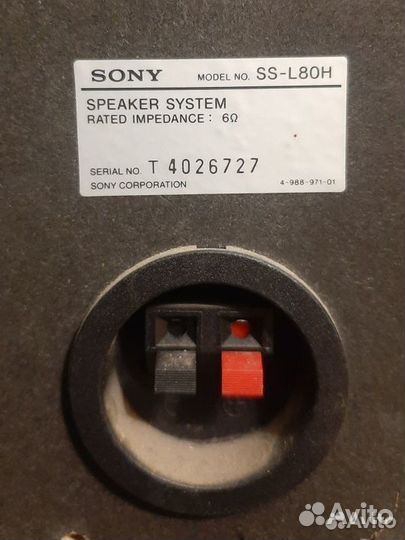 SONY MODEL NO. SS-L80H
SPEAKER SYSTEM
RATED IMPEDANCE: 6Ω
SERIAL NO. T 4026727
SONY CORPORATION 4-988-971-01
Avito